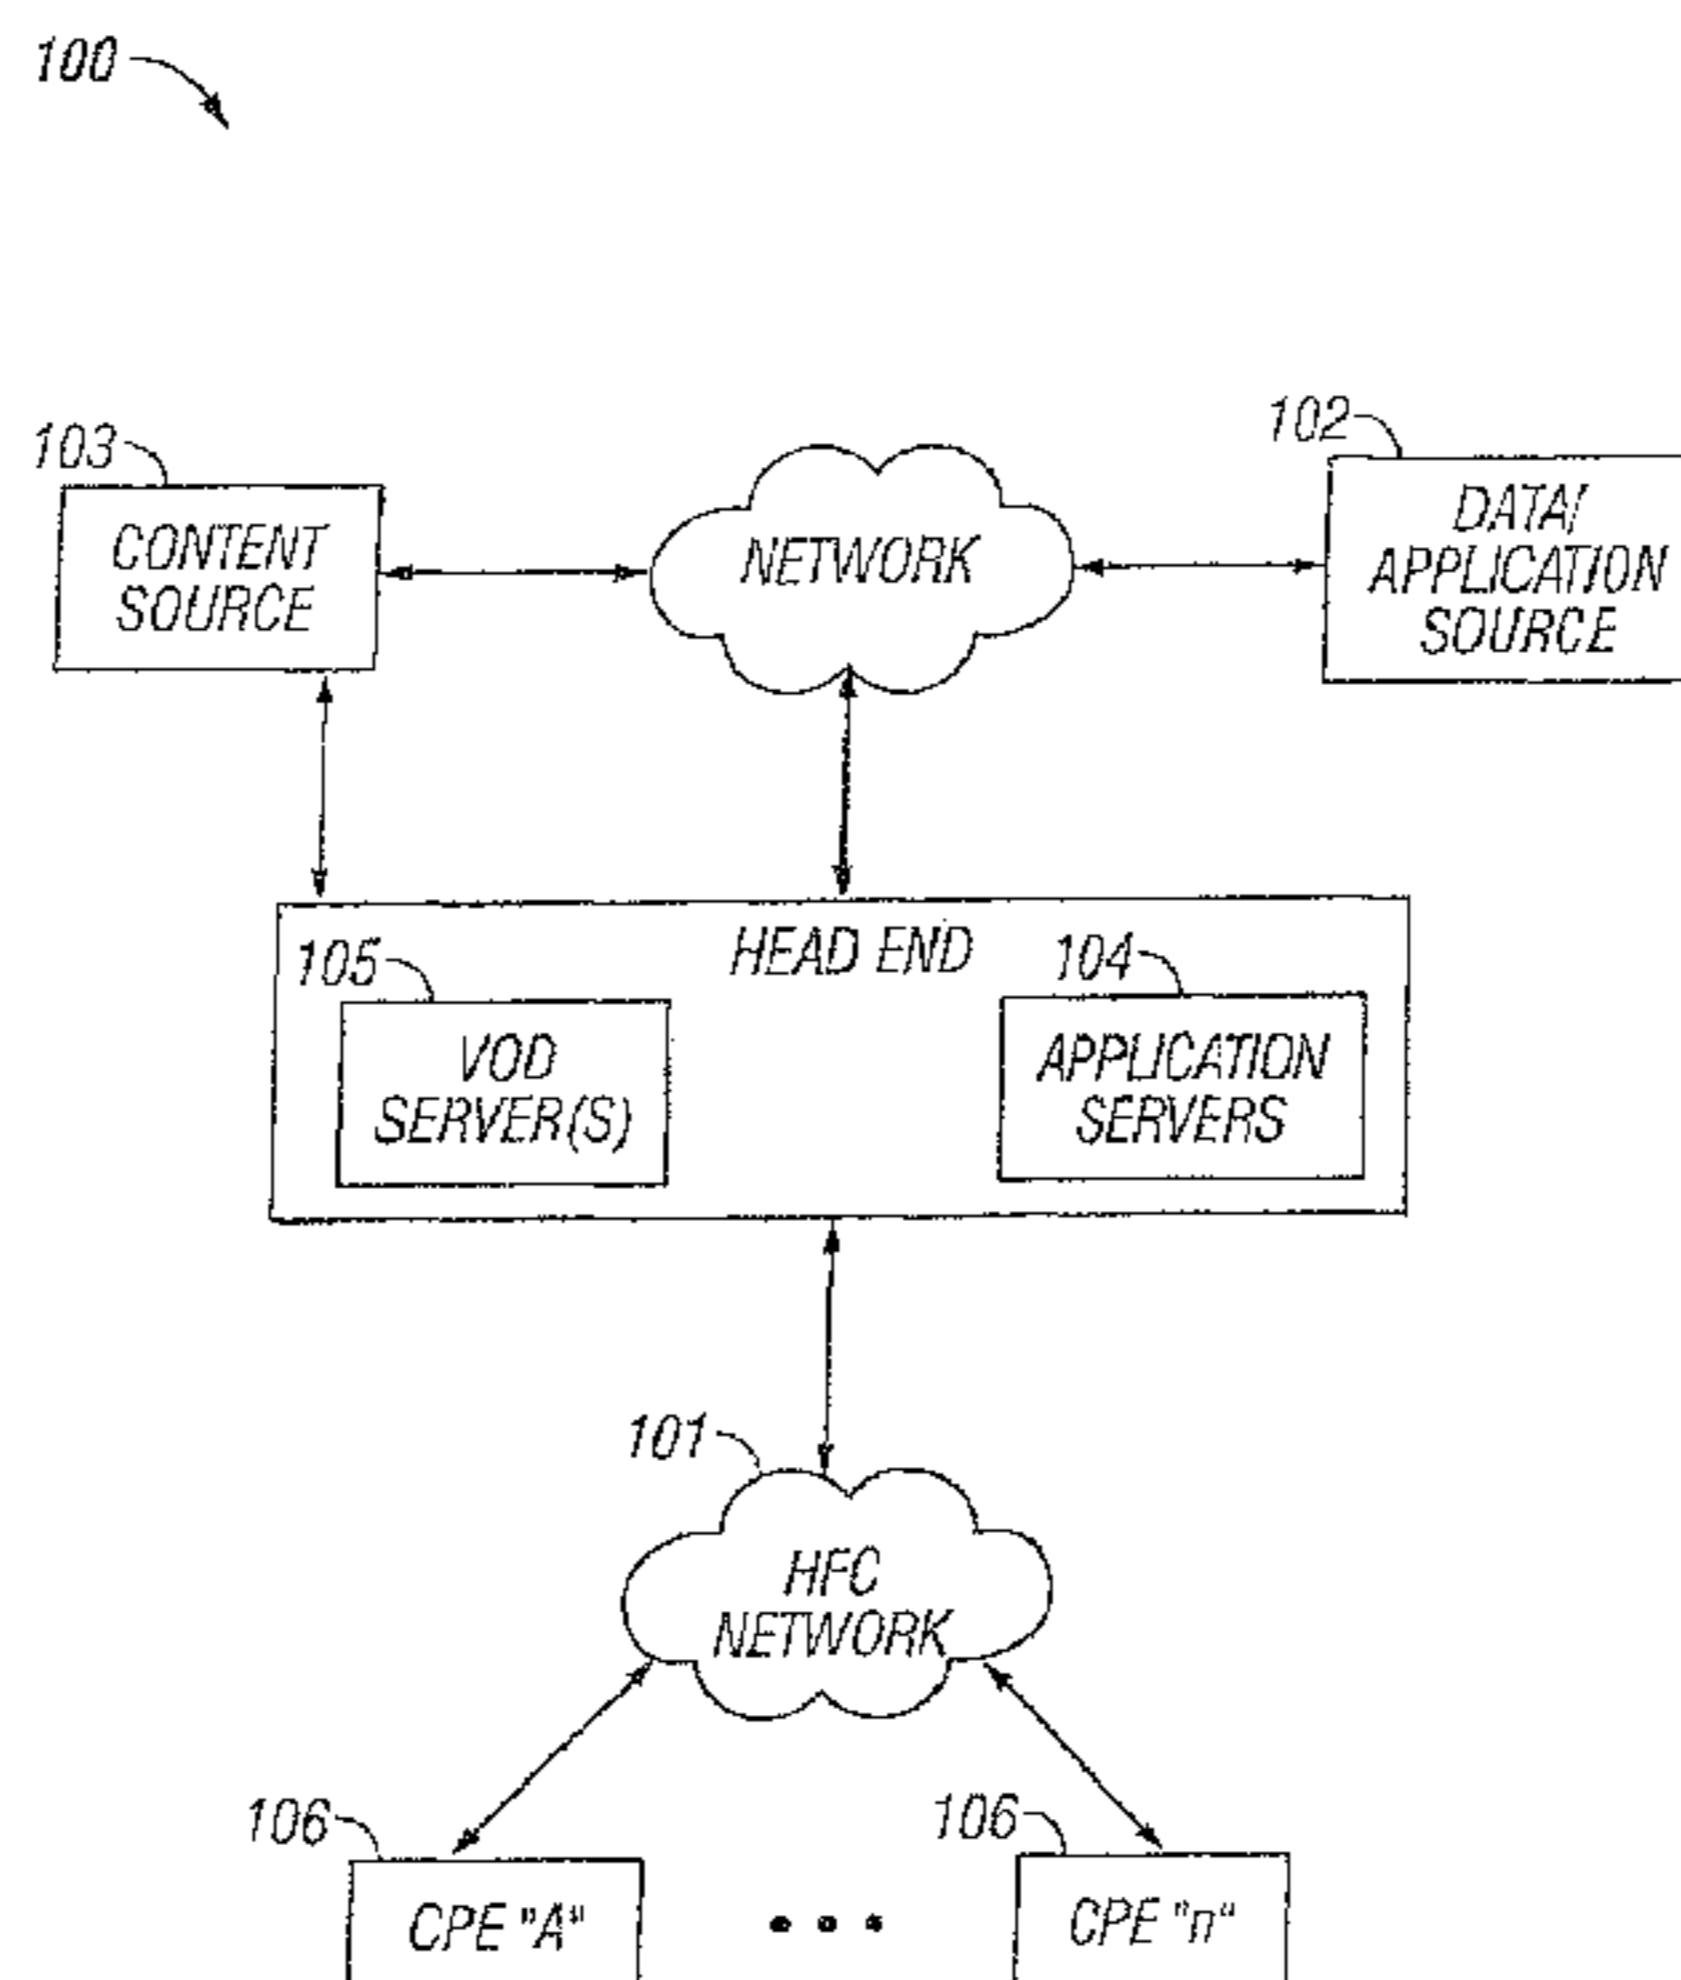 100
103
102
CONTENT
SOURCE
NETWORK
DATA/
APPLICATION
SOURCE
HEAD END
105
104
VOD
SERVER(S)
APPLICATION
SERVERS
101
HFC
NETWORK
106
106
CPE "A"
CPE "n"